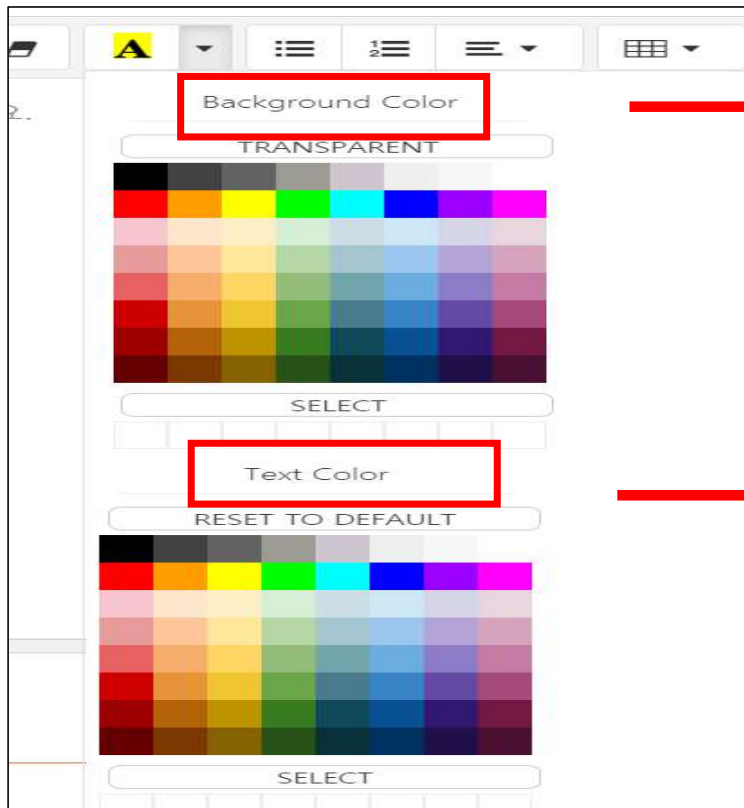 A
Background Color
TRANSPARENT
SELECT
Text Color
RESET TO DEFAULT
SELECT